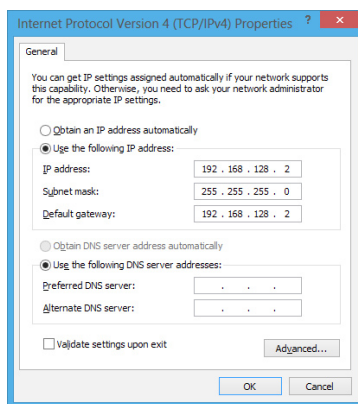 Internet Protocol Version 4 (TCP/IPv4) Properties ? ×
General
You can get IP settings assigned automatically if your network supports
this capability. Otherwise, you need to ask your network administrator
for the appropriate IP settings.
Obtain an IP address automatically
Use the following IP address:
IP address: 192 . 168 . 128 . 2
Subnet mask: 255 . 255 . 255 . 0
Default gateway: 192 . 168 . 128 . 2
Obtain DNS server address automatically
Use the following DNS server addresses:
Preferred DNS server: . . .
Alternate DNS server: . . .
Validate settings upon exit Advanced...
OK Cancel